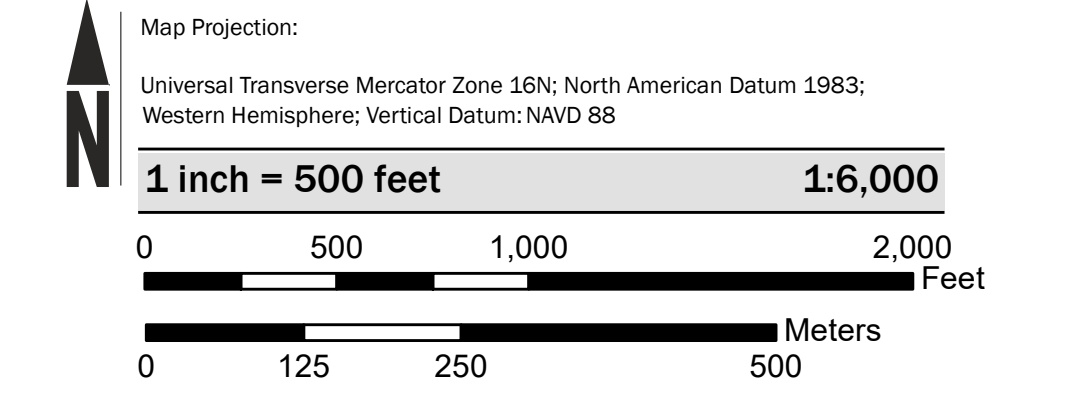 N
Map Projection:
Universal Transverse Mercator Zone 16N; North American Datum 1983;
Western Hemisphere; Vertical Datum: NAVD 88
1 inch = 500 feet 1:6,000
0 500 1,000 2,000
Feet
Meters
0 125 250 500